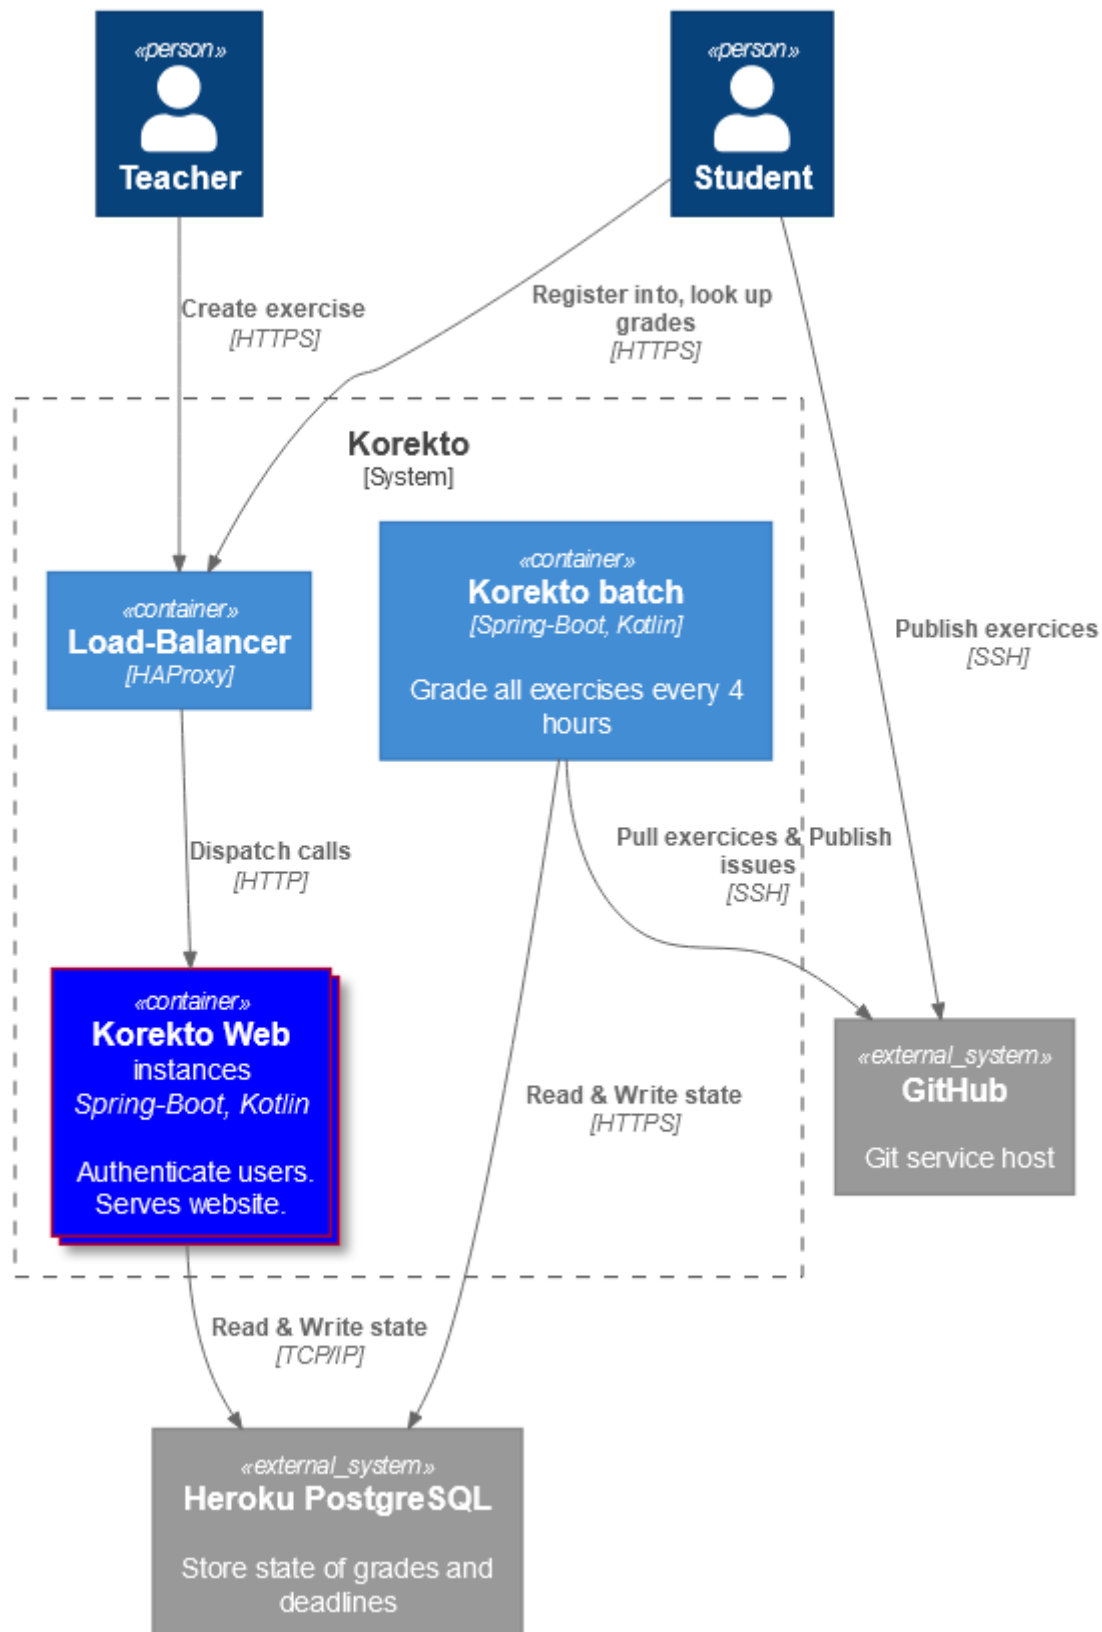 «person»
Teacher
«person»
Student
Create exercise
[HTTPS]
Register into, look up
grades
[HTTPS]
Korekto
[System]
«container»
Load-Balancer
[HAProxy]
«container»
Korekto batch
[Spring-Boot, Kotlin]
Grade all exercises every 4
hours
Publish exercices
[SSH]
Dispatch calls
[HTTP]
Pull exercices & Publish
issues
[SSH]
«container»
Korekto Web
instances
Spring-Boot, Kotlin
Authenticate users.
Serves website.
«external_system»
GitHub
Git service host
Read & Write state
[HTTPS]
Read & Write state
[TCP/IP]
«external_system»
Heroku PostgreSQL
Store state of grades and
deadlines